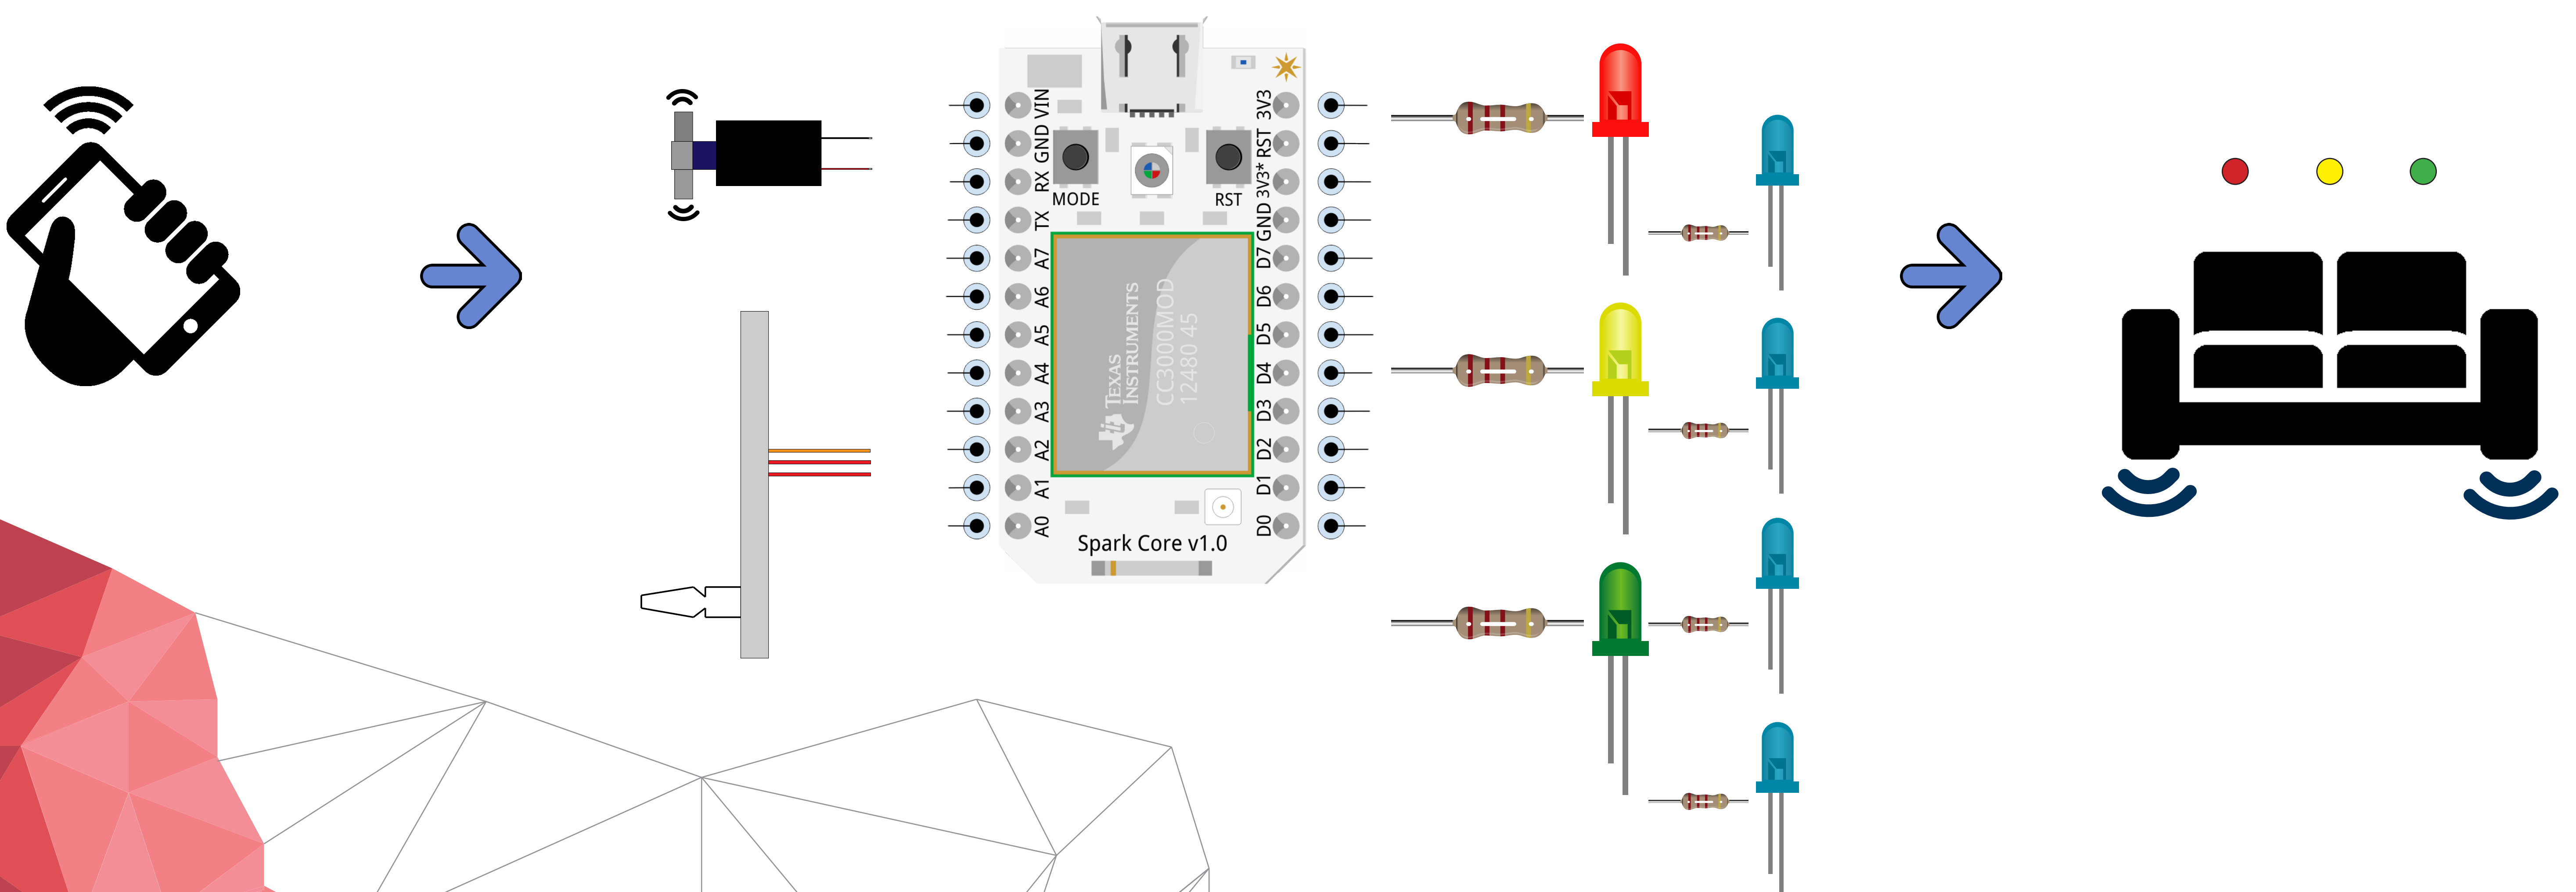 VIN
GND
RX
TX
A7
A6
A5
A4
A3
A2
A1
A0
MODE
RST
3V3
RST
3V3*
GND
D7
D6
D5
D4
D3
D2
D1
D0
TEXAS
INSTRUMENTS
CC3000MOD
12480 45
Spark Core v1.0